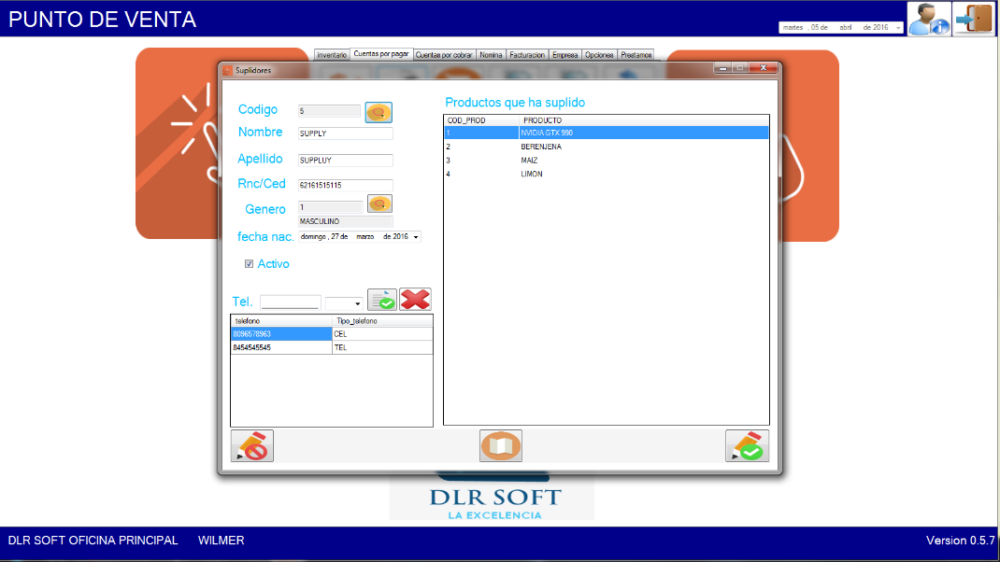 PUNTO DE VENTA
martes , 05 de abril de 2016
inventario Cuentas por pagar Cuentas por cobrar Nomina Facturacion Empresa Opciones Prestamos
Suplidores
Codigo 5
Nombre SUPPLY
Apellido SUPPLUY
Rnc/Ced 62161515115
Genero 1
MASCULINO
fecha nac. domingo , 27 de marzo de 2016
Activo
Tel.
telefono Tipo_telefono
8096578963 CEL
8454545545 TEL
Productos que ha suplido
COD_PROD PRODUCTO
1 NVIDIA GTX 990
2 BERENJENA
3 MAIZ
4 LIMON
DLR SOFT
LA EXCELENCIA
DLR SOFT OFICINA PRINCIPAL WILMER
Version 0.5.7